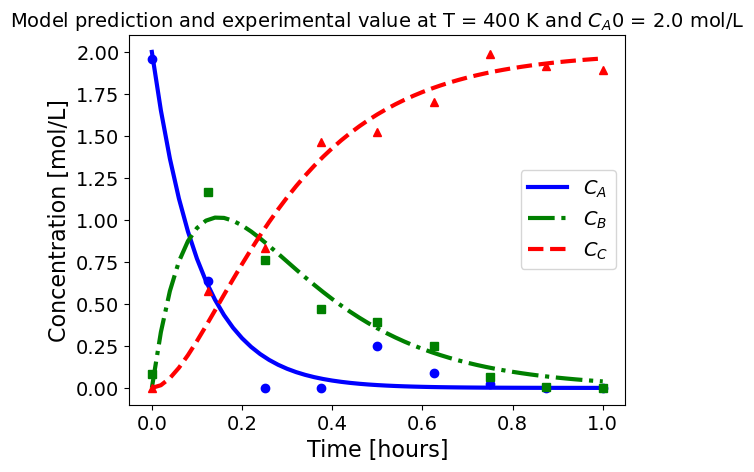 Model prediction and experimental value at T = 400 K and C_A0 = 2.0 mol/L
Concentration [mol/L]
2.00
1.75
1.50
1.25
1.00
0.75
0.50
0.25
0.00
C_A
C_B
C_C
0.0 0.2 0.4 0.6 0.8 1.0
Time [hours]